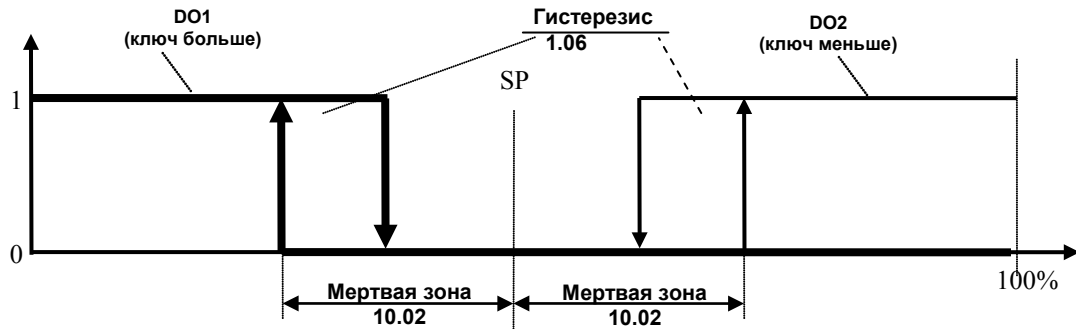 DO1
(ключ больше)
Гистерезис
1.06
DO2
(ключ меньше)
SP
1
0
100%
Мертвая зона
10.02
Мертвая зона
10.02